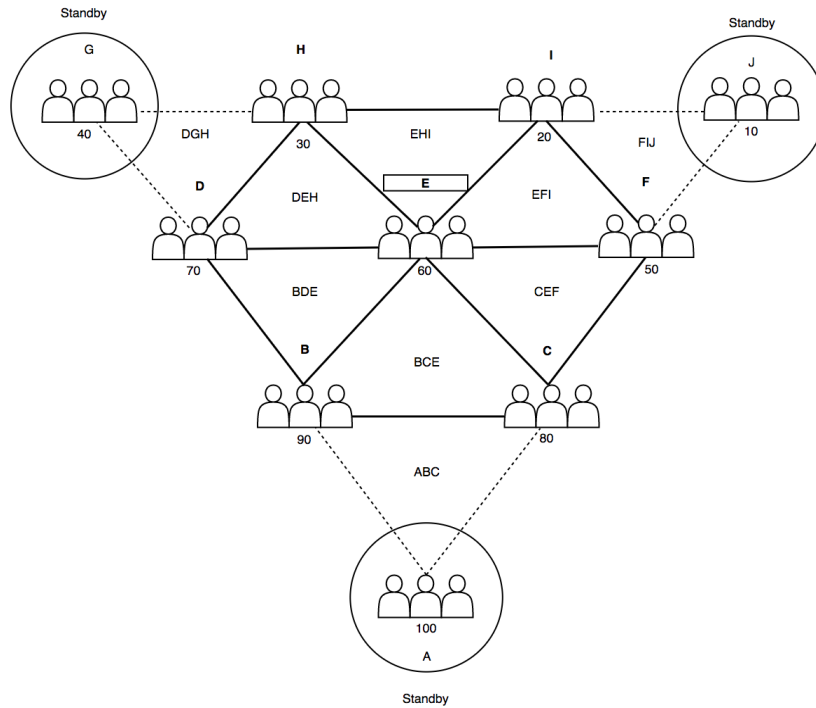 Standby
Standby
G
H
I
J
40
30
20
10
DGH
EHI
FIJ
D
DEH
E
EFI
F
70
60
50
BDE
CEF
B
BCE
C
90
80
ABC
100
A
Standby